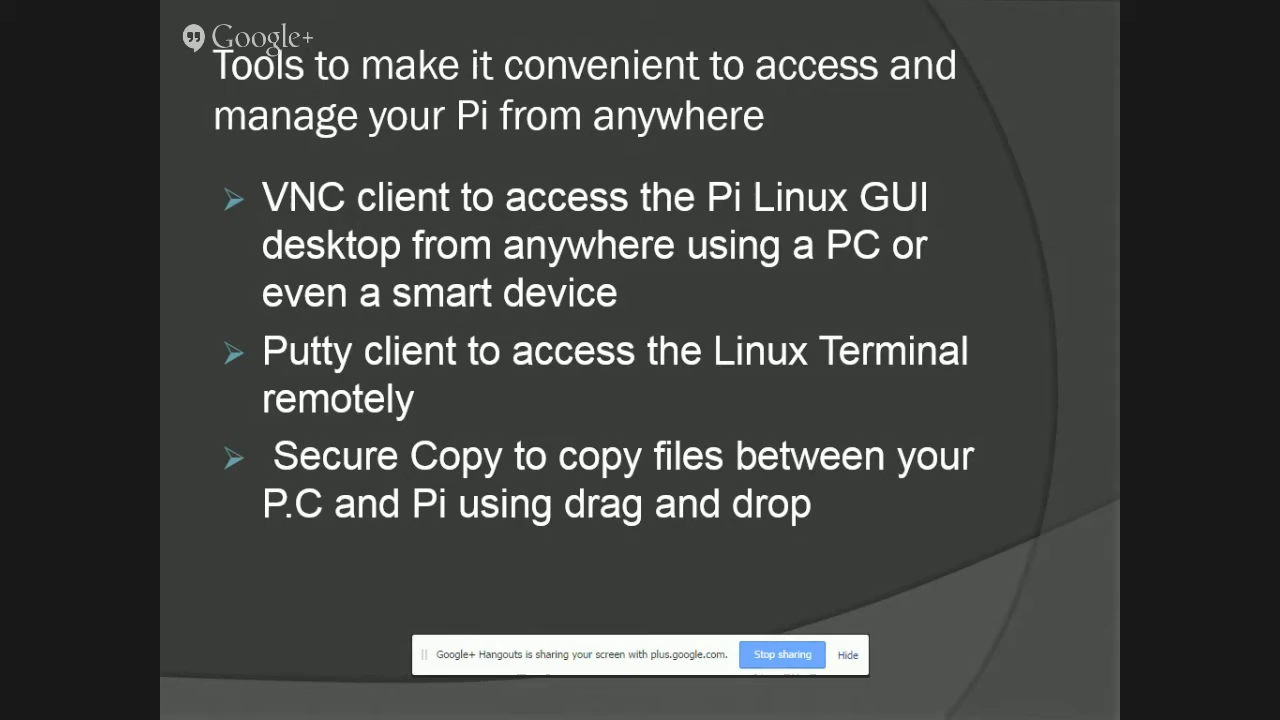 Google+
Tools to make it convenient to access and
manage your Pi from anywhere
VNC client to access the Pi Linux GUI
desktop from anywhere using a PC or
even a smart device
Putty client to access the Linux Terminal
remotely
Secure Copy to copy files between your
P.C and Pi using drag and drop
Google+ Hangouts is sharing your screen with plus.google.com. Stop sharing Hide